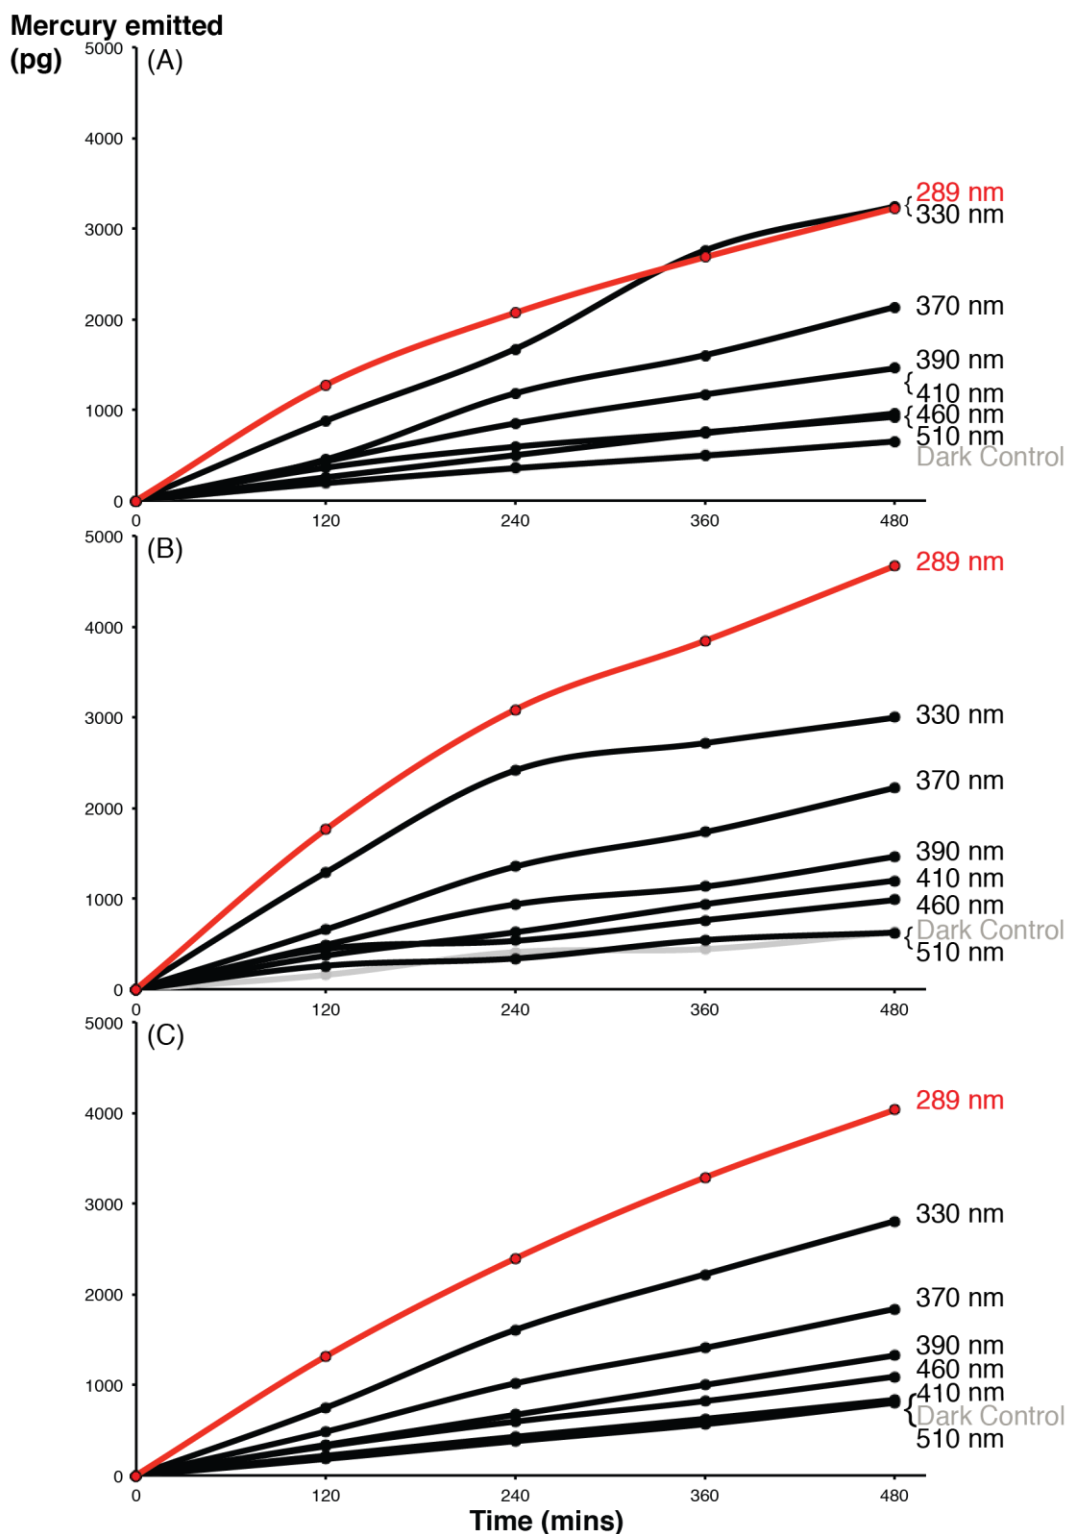 Mercury emitted
(pg)
(A)
5000
4000
3000
2000
1000
0
0 120 240 360 480
289 nm
330 nm
370 nm
390 nm
410 nm
460 nm
510 nm
Dark Control
(B)
5000
4000
3000
2000
1000
0
0 120 240 360 480
289 nm
330 nm
370 nm
390 nm
410 nm
460 nm
Dark Control
510 nm
(C)
5000
4000
3000
2000
1000
0
0 120 240 360 480
289 nm
330 nm
370 nm
390 nm
460 nm
410 nm
Dark Control
510 nm
Time (mins)